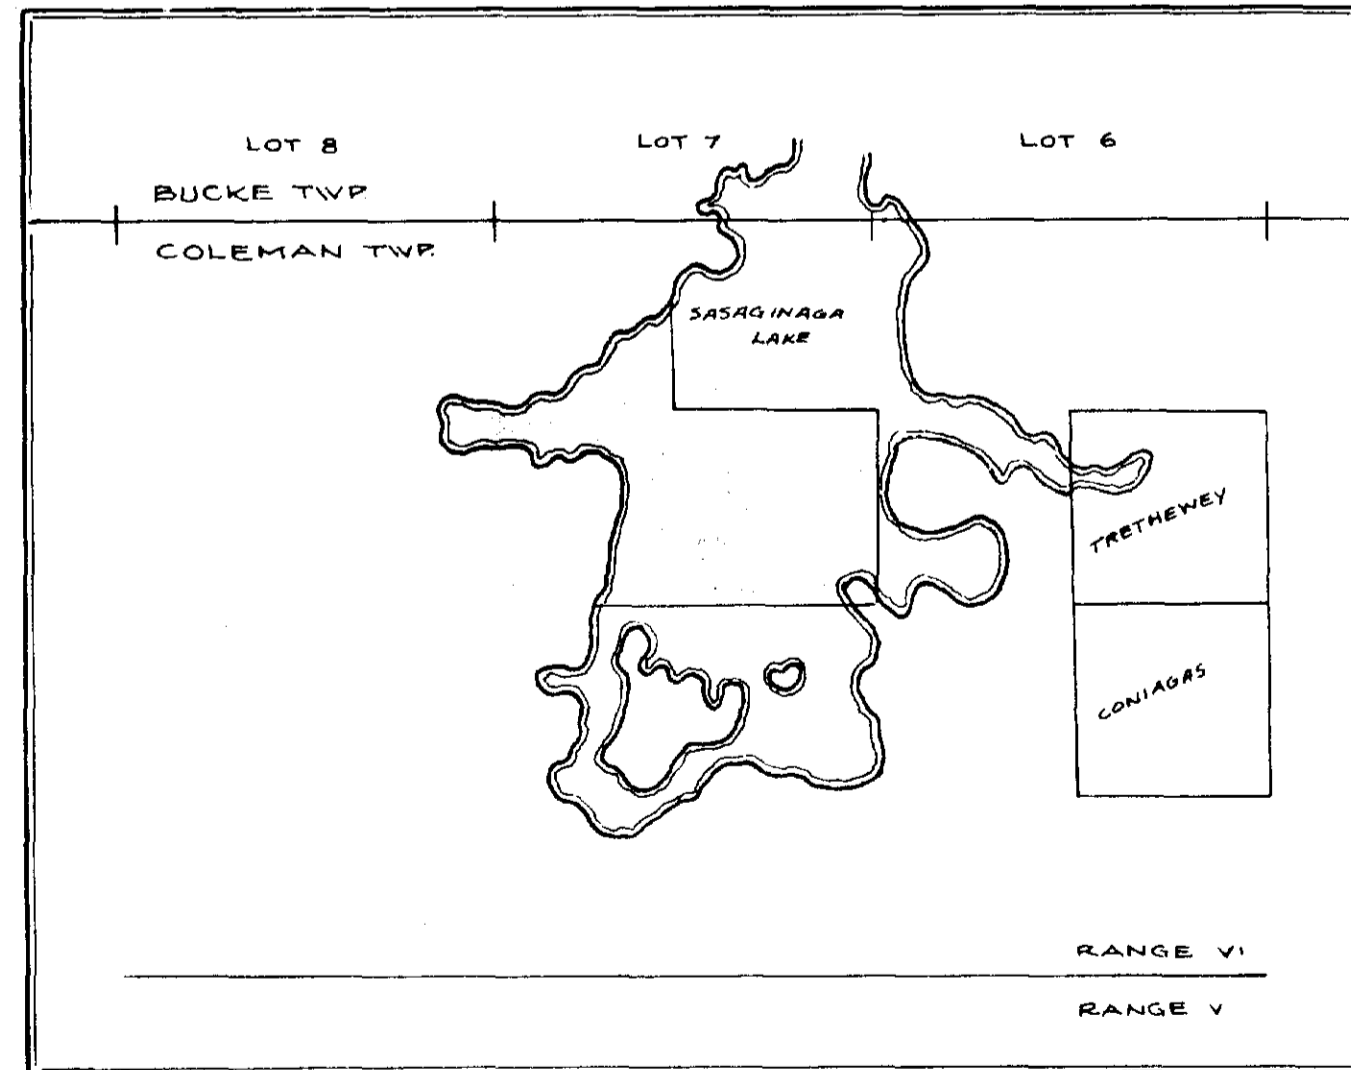 LOT 8
LOT 7
LOT 6
BUCKE TWP.
COLEMAN TWP.
SASAGINAGA
LAKE
TRETHEWEY
CONIAGAS
RANGE VI
RANGE V